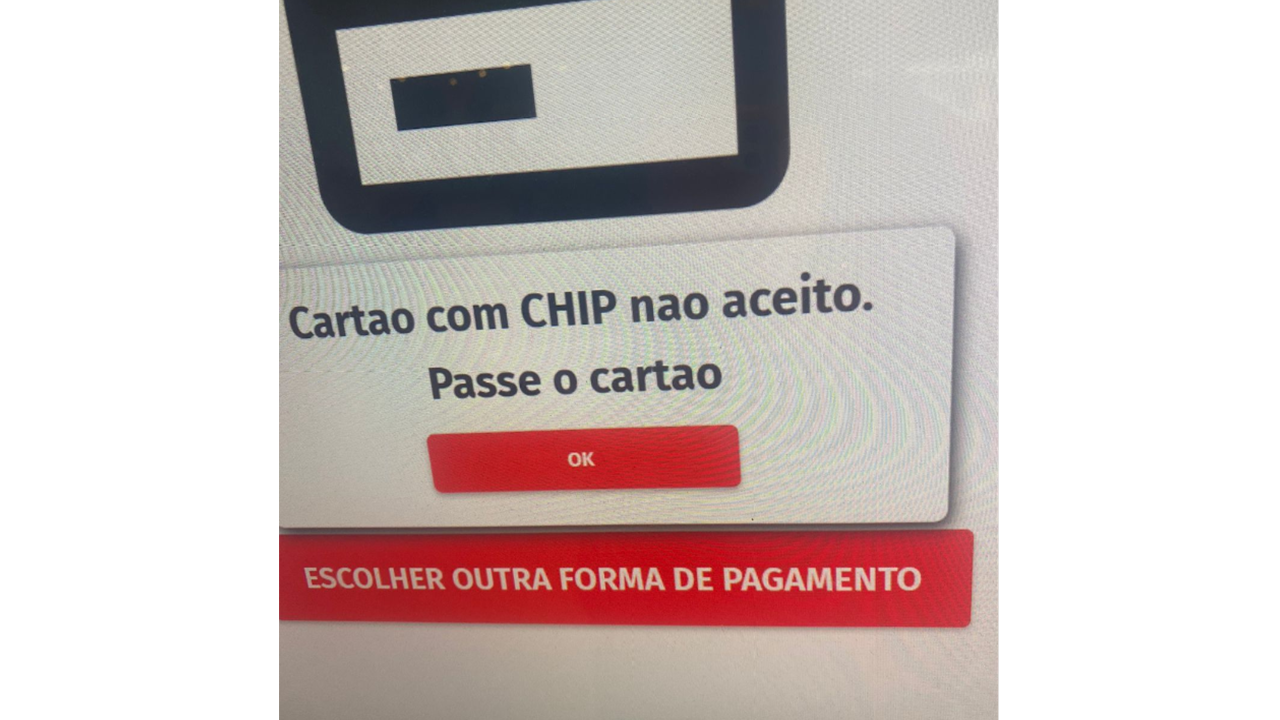 Cartao com CHIP nao aceito.
Passe o cartao
OK
ESCOLHER OUTRA FORMA DE PAGAMENTO